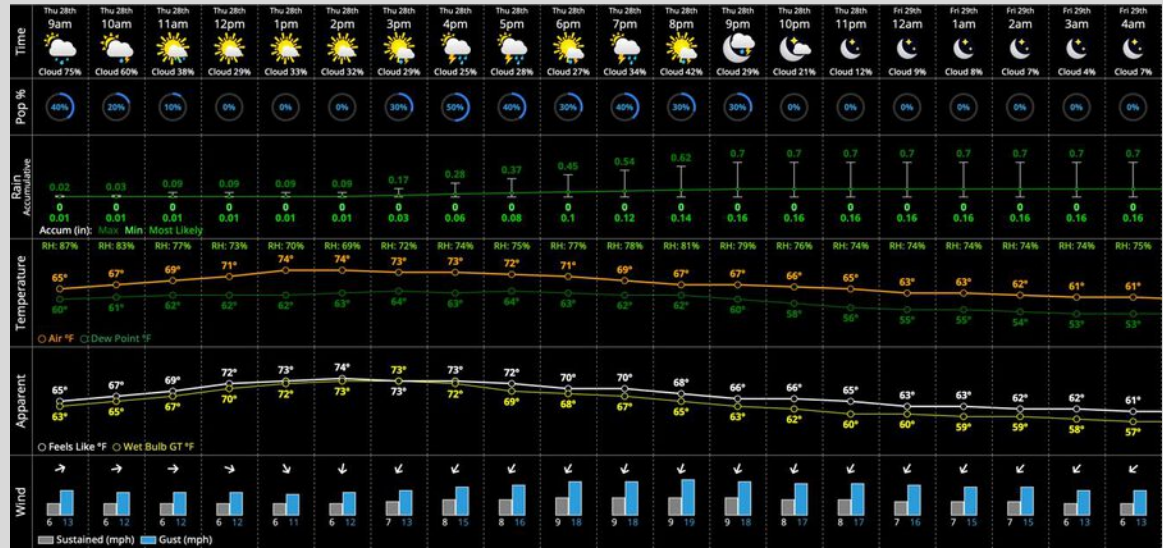 Time
Thu 28th Thu 28th Thu 28th Thu 28th Thu 28th Thu 28th Thu 28th Thu 28th Thu 28th Thu 28th Thu 28th Thu 28th Thu 28th Thu 28th Thu 28th Fri 29th Fri 29th Fri 29th Fri 29th Fri 29th
9am 10am 11am 12pm 1pm 2pm 3pm 4pm 5pm 6pm 7pm 8pm 9pm 10pm 11pm 12am 1am 2am 3am 4am
Cloud 75% Cloud 60% Cloud 38% Cloud 29% Cloud 33% Cloud 32% Cloud 29% Cloud 25% Cloud 28% Cloud 27% Cloud 34% Cloud 42% Cloud 29% Cloud 21% Cloud 12% Cloud 9% Cloud 8% Cloud 7% Cloud 4% Cloud 7%
Pop %
40% 20% 10% 0% 0% 0% 30% 50% 40% 30% 40% 30% 30% 0% 0% 0% 0% 0% 0% 0%
Rain
Accumulative
0.02 0.03 0.09 0.09 0.09 0.09 0.17 0.28 0.37 0.45 0.54 0.62 0.7 0.7 0.7 0.7 0.7 0.7 0.7 0.7
0 0 0 0 0 0 0 0 0 0 0 0 0 0 0 0 0 0 0 0
0.01 0.01 0.01 0.01 0.01 0.01 0.03 0.06 0.08 0.1 0.12 0.14 0.16 0.16 0.16 0.16 0.16 0.16 0.16 0.16
Accum (in): Max Min Most Likely
Temperature
RH: 87% RH: 83% RH: 77% RH: 73% RH: 70% RH: 69% RH: 72% RH: 74% RH: 75% RH: 77% RH: 78% RH: 81% RH: 79% RH: 76% RH: 74% RH: 74% RH: 74% RH: 74% RH: 74% RH: 75%
65° 67° 69° 71° 74° 74° 73° 73° 72° 71° 69° 67° 67° 66° 65° 63° 63° 62° 61° 61°
60° 61° 62° 62° 62° 63° 64° 63° 64° 63° 62° 62° 60° 58° 56° 55° 55° 54° 53° 53°
Air °F Dew Point °F
Apparent
65° 67° 69° 72° 73° 74° 73° 73° 72° 70° 70° 68° 66° 66° 65° 63° 63° 62° 62° 61°
63° 65° 67° 70° 72° 73° 73° 72° 69° 68° 67° 65° 63° 62° 60° 60° 59° 59° 58° 57°
Feels Like °F Wet Bulb GT °F
Wind
6 13 6 12 6 12 6 12 6 11 6 12 7 13 8 15 8 16 9 18 9 18 9 19 9 18 8 17 8 17 7 16 7 15 7 15 6 13 6 13
Sustained (mph) Gust (mph)